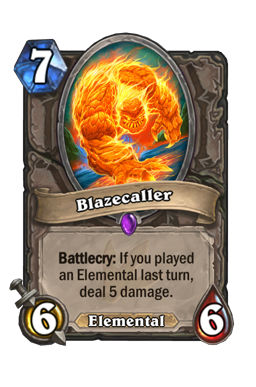 7
Blazecaller
Battlecry: If you played
an Elemental last turn,
deal 5 damage.
6
Elemental
6